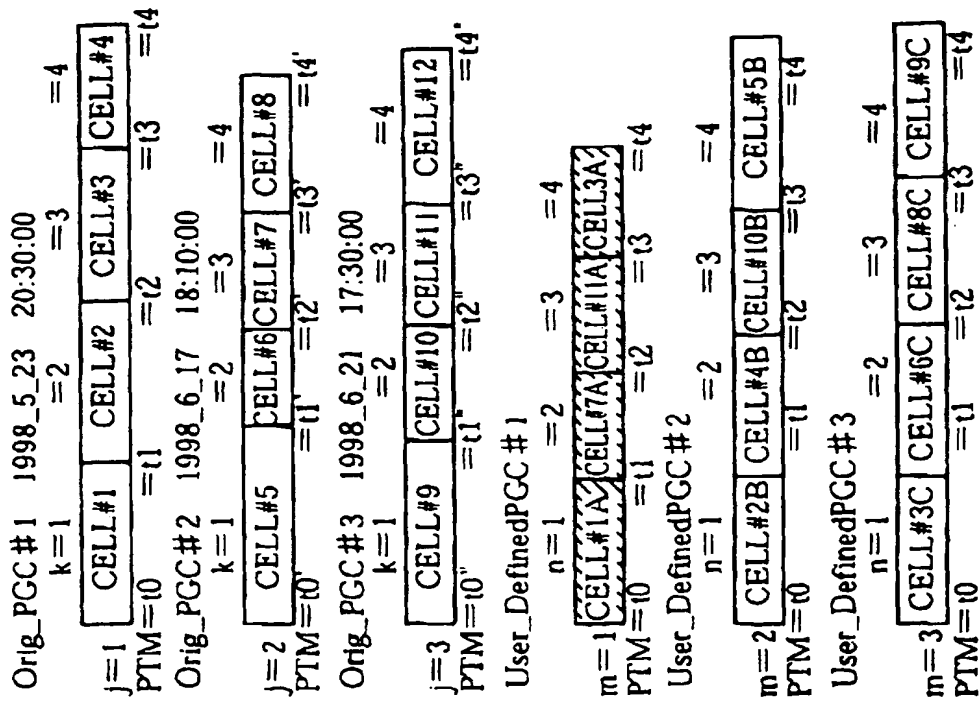 Orig_PGC#1 1998_5_23 20:30:00
k=1 =2 =3 =4
j=1 CELL#1 CELL#2 CELL#3 CELL#4
PTM=t0 =t1 =t2 =t3 =t4
Orig_PGC#2 1998_6_17 18:10:00
k=1 =2 =3 =4
j=2 CELL#5 CELL#6 CELL#7 CELL#8
PTM=t0' =t1' =t2' =t3' =t4'
Orig_PGC#3 1998_6_21 17:30:00
k=1 =2 =3 =4
j=3 CELL#9 CELL#10 CELL#11 CELL#12
PTM=t0" =t1" =t2" =t3" =t4"
User_DefinedPGC#1
n=1 =2 =3 =4
m=1 CELL#1A CELL#7A CELL#11A CELL3A
PTM=t0 =t1 =t2 =t3 =t4
User_DefinedPGC#2
n=1 =2 =3 =4
m=2 CELL#2B CELL#4B CELL#10B CELL#5B
PTM=t0 =t1 =t2 =t3 =t4
User_DefinedPGC#3
n=1 =2 =3 =4
m=3 CELL#3C CELL#6C CELL#8C CELL#9C
PTM=t0 =t1 =t2 =t3 =t4